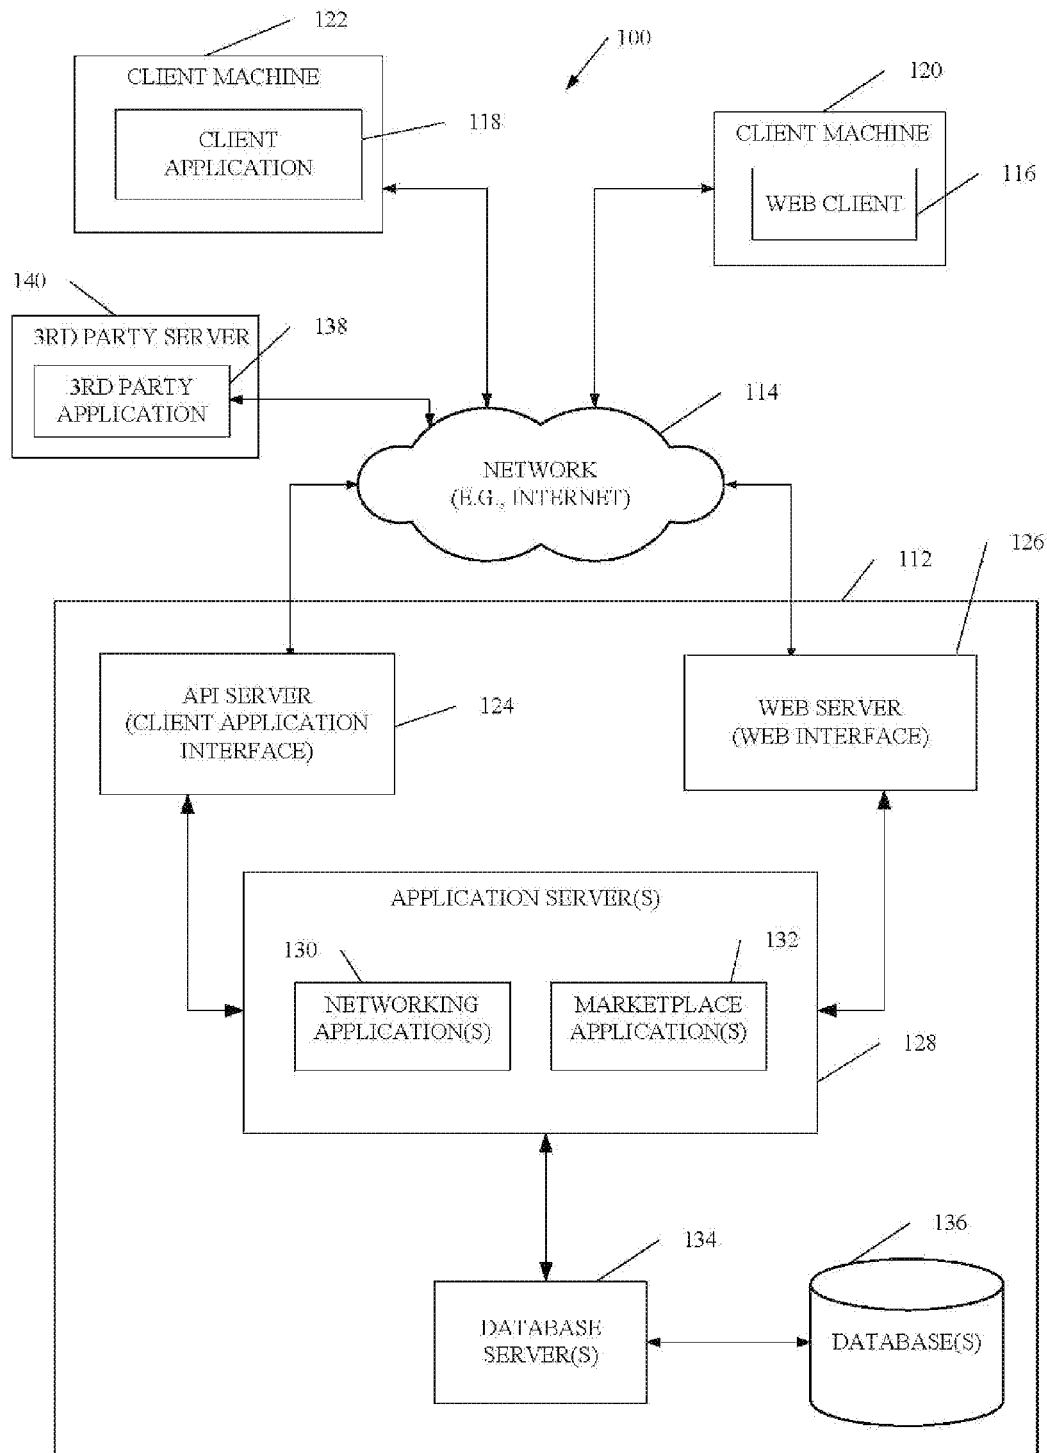 122
100
CLIENT MACHINE
120
118
CLIENT
APPLICATION
CLIENT MACHINE
116
WEB CLIENT
140
138
3RD PARTY SERVER
3RD PARTY
APPLICATION
114
NETWORK
(E.G., INTERNET)
126
112
API SERVER
(CLIENT APPLICATION
INTERFACE)
124
WEB SERVER
(WEB INTERFACE)
APPLICATION SERVER(S)
130
132
NETWORKING
APPLICATION(S)
MARKETPLACE
APPLICATION(S)
128
134
136
DATABASE
SERVER(S)
DATABASE(S)